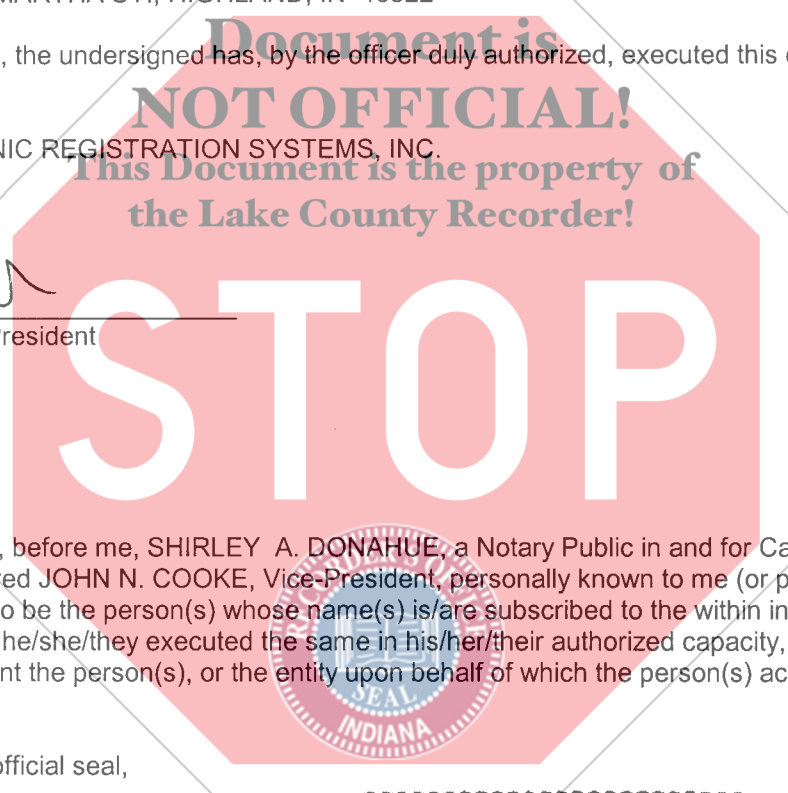 MARTHA ST., HIGHLAND, IN 46322
Document is
, the undersigned has, by the officer duly authorized, executed this
NOT OFFICIAL!
NIC REGISTRATION SYSTEMS, INC.
This Document is the property of
the Lake County Recorder!
President
STOP
, before me, SHIRLEY A. DONAHUE, a Notary Public in and for Ca
ed JOHN N. COOKE, Vice-President, personally known to me (or p
o be the person(s) whose name(s) is/are subscribed to the within in
he/she/they executed the same in his/her/their authorized capacity,
nt the person(s), or the entity upon behalf of which the person(s) ac
RECORDER'S OFFICE
SEAL
INDIANA
official seal,